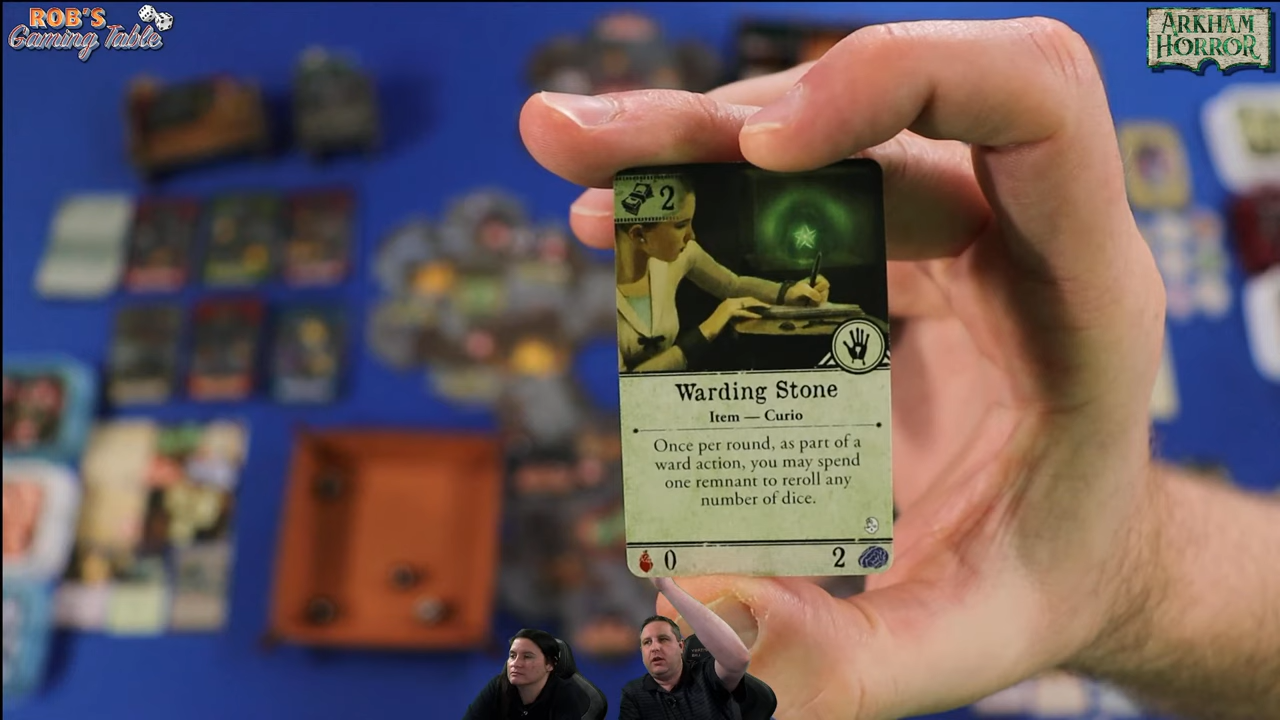 ROB'S
Gaming Table
ARKHAM
HORROR
2
Warding Stone
Item — Curio
Once per round, as part of a
ward action, you may spend
one remnant to reroll any
number of dice.
0
2